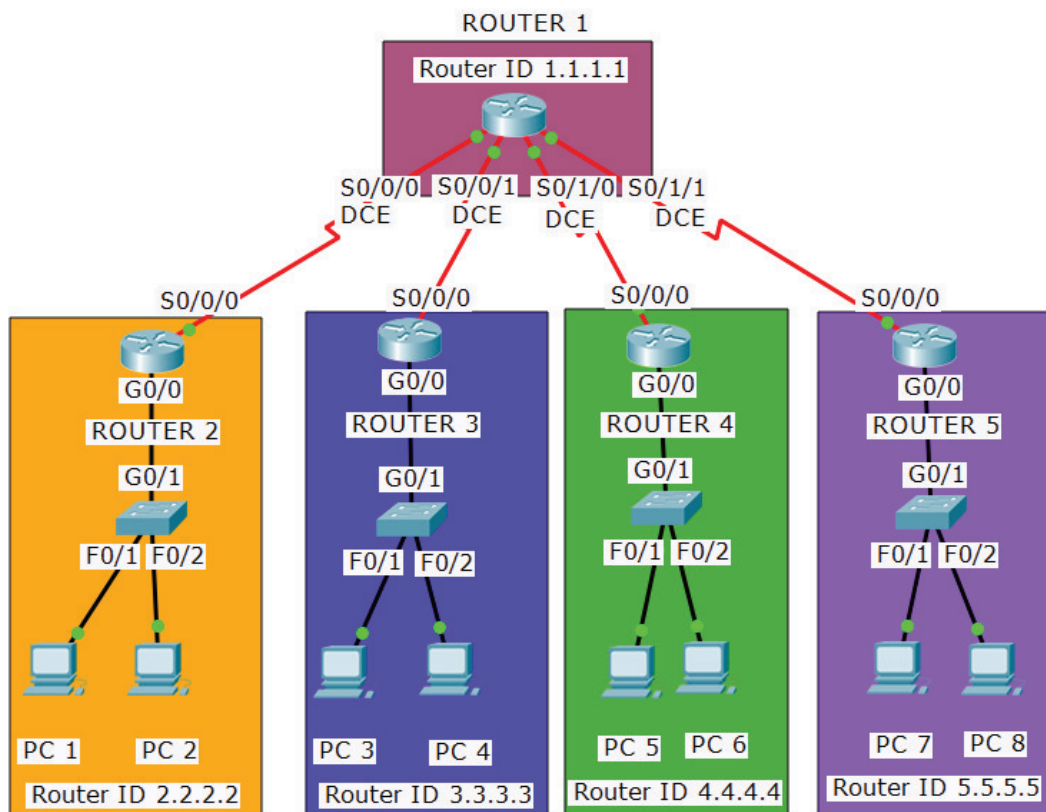 ROUTER 1
Router ID 1.1.1.1
S0/0/0 S0/0/1 S0/1/0 S0/1/1
DCE DCE DCE DCE
S0/0/0 S0/0/0 S0/0/0 S0/0/0
G0/0 G0/0 G0/0 G0/0
ROUTER 2 ROUTER 3 ROUTER 4 ROUTER 5
G0/1 G0/1 G0/1 G0/1
F0/1 F0/2 F0/1 F0/2 F0/1 F0/2 F0/1 F0/2
PC 1 PC 2 PC 3 PC 4 PC 5 PC 6 PC 7 PC 8
Router ID 2.2.2.2 Router ID 3.3.3.3 Router ID 4.4.4.4 Router ID 5.5.5.5